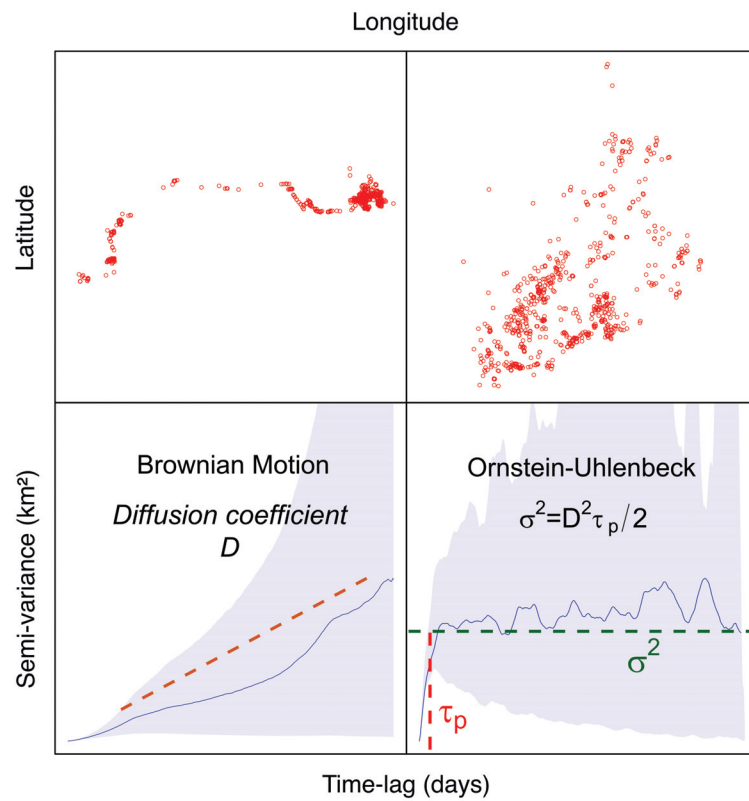 Longitude
Latitude
Semi-variance (km²)
Brownian Motion
Diffusion coefficient
D
Ornstein-Uhlenbeck
σ²=D²τₚ/2
σ²
τₚ
Time-lag (days)